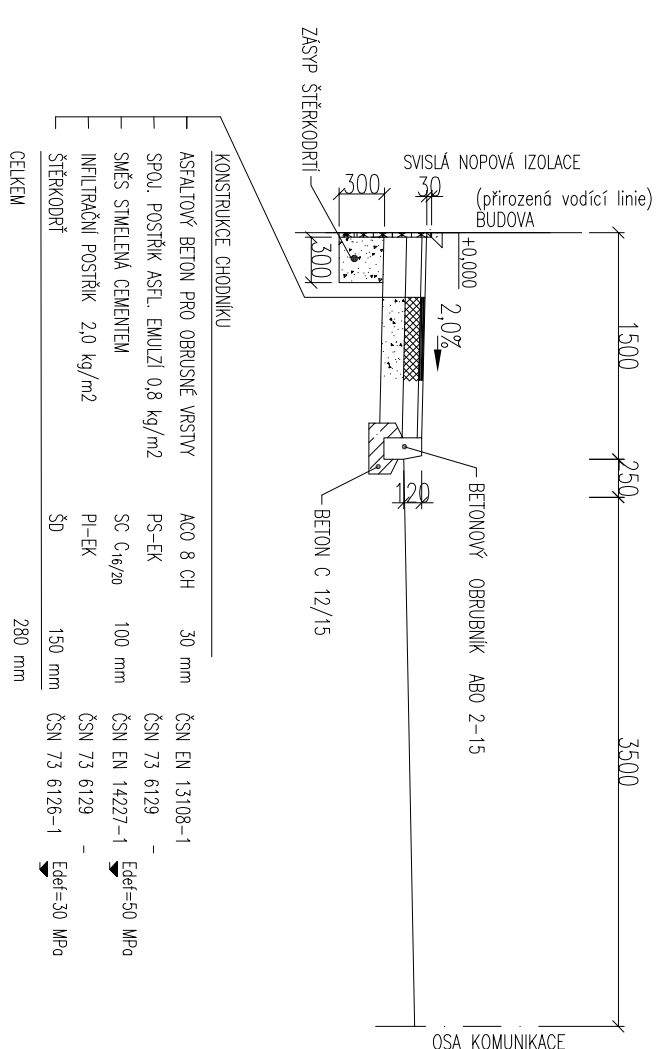 SVISLÁ NOPOVÁ IZOLACE
(přirozená vodící linie)
BUDOVA
OSA KOMUNIKACE
1500
250
3500
30
300
300
+0,000
2,0%
120
ZÁSYP ŠTĚRKODRTÍ
BETONOVÝ OBRUBNÍK ABO 2-15
BETON C 12/15
KONSTRUKCE CHODNÍKU
ASFALTOVÝ BETON PRO OBRUSNÉ VRSTVY ACO 8 CH 30 mm ČSN EN 13108-1
SPOJ. POSTŘIK ASFL. EMULZÍ 0,8 kg/m2 PS-EK ČSN 73 6129 -
SMĚS STMELENÁ CEMENTEM SC C16/20 100 mm ČSN EN 14227-1 Edef=50 MPa
INFILTRAČNÍ POSTŘIK 2,0 kg/m2 PI-EK ČSN 73 6129 -
ŠTĚRKODRŤ ŠD 150 mm ČSN 73 6126-1 Edef=30 MPa
CELKEM 280 mm